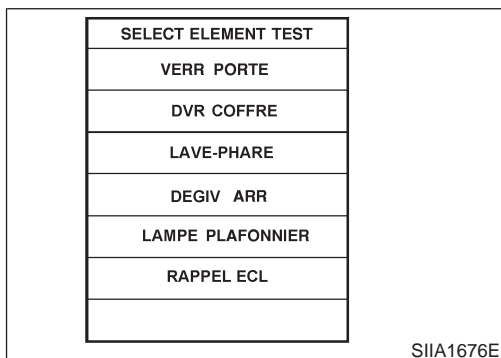 SELECT ELEMENT TEST
VERR PORTE
DVR COFFRE
LAVE-PHARE
DEGIV ARR
LAMPE PLAFONNIER
RAPPEL ECL
SIIA1676E